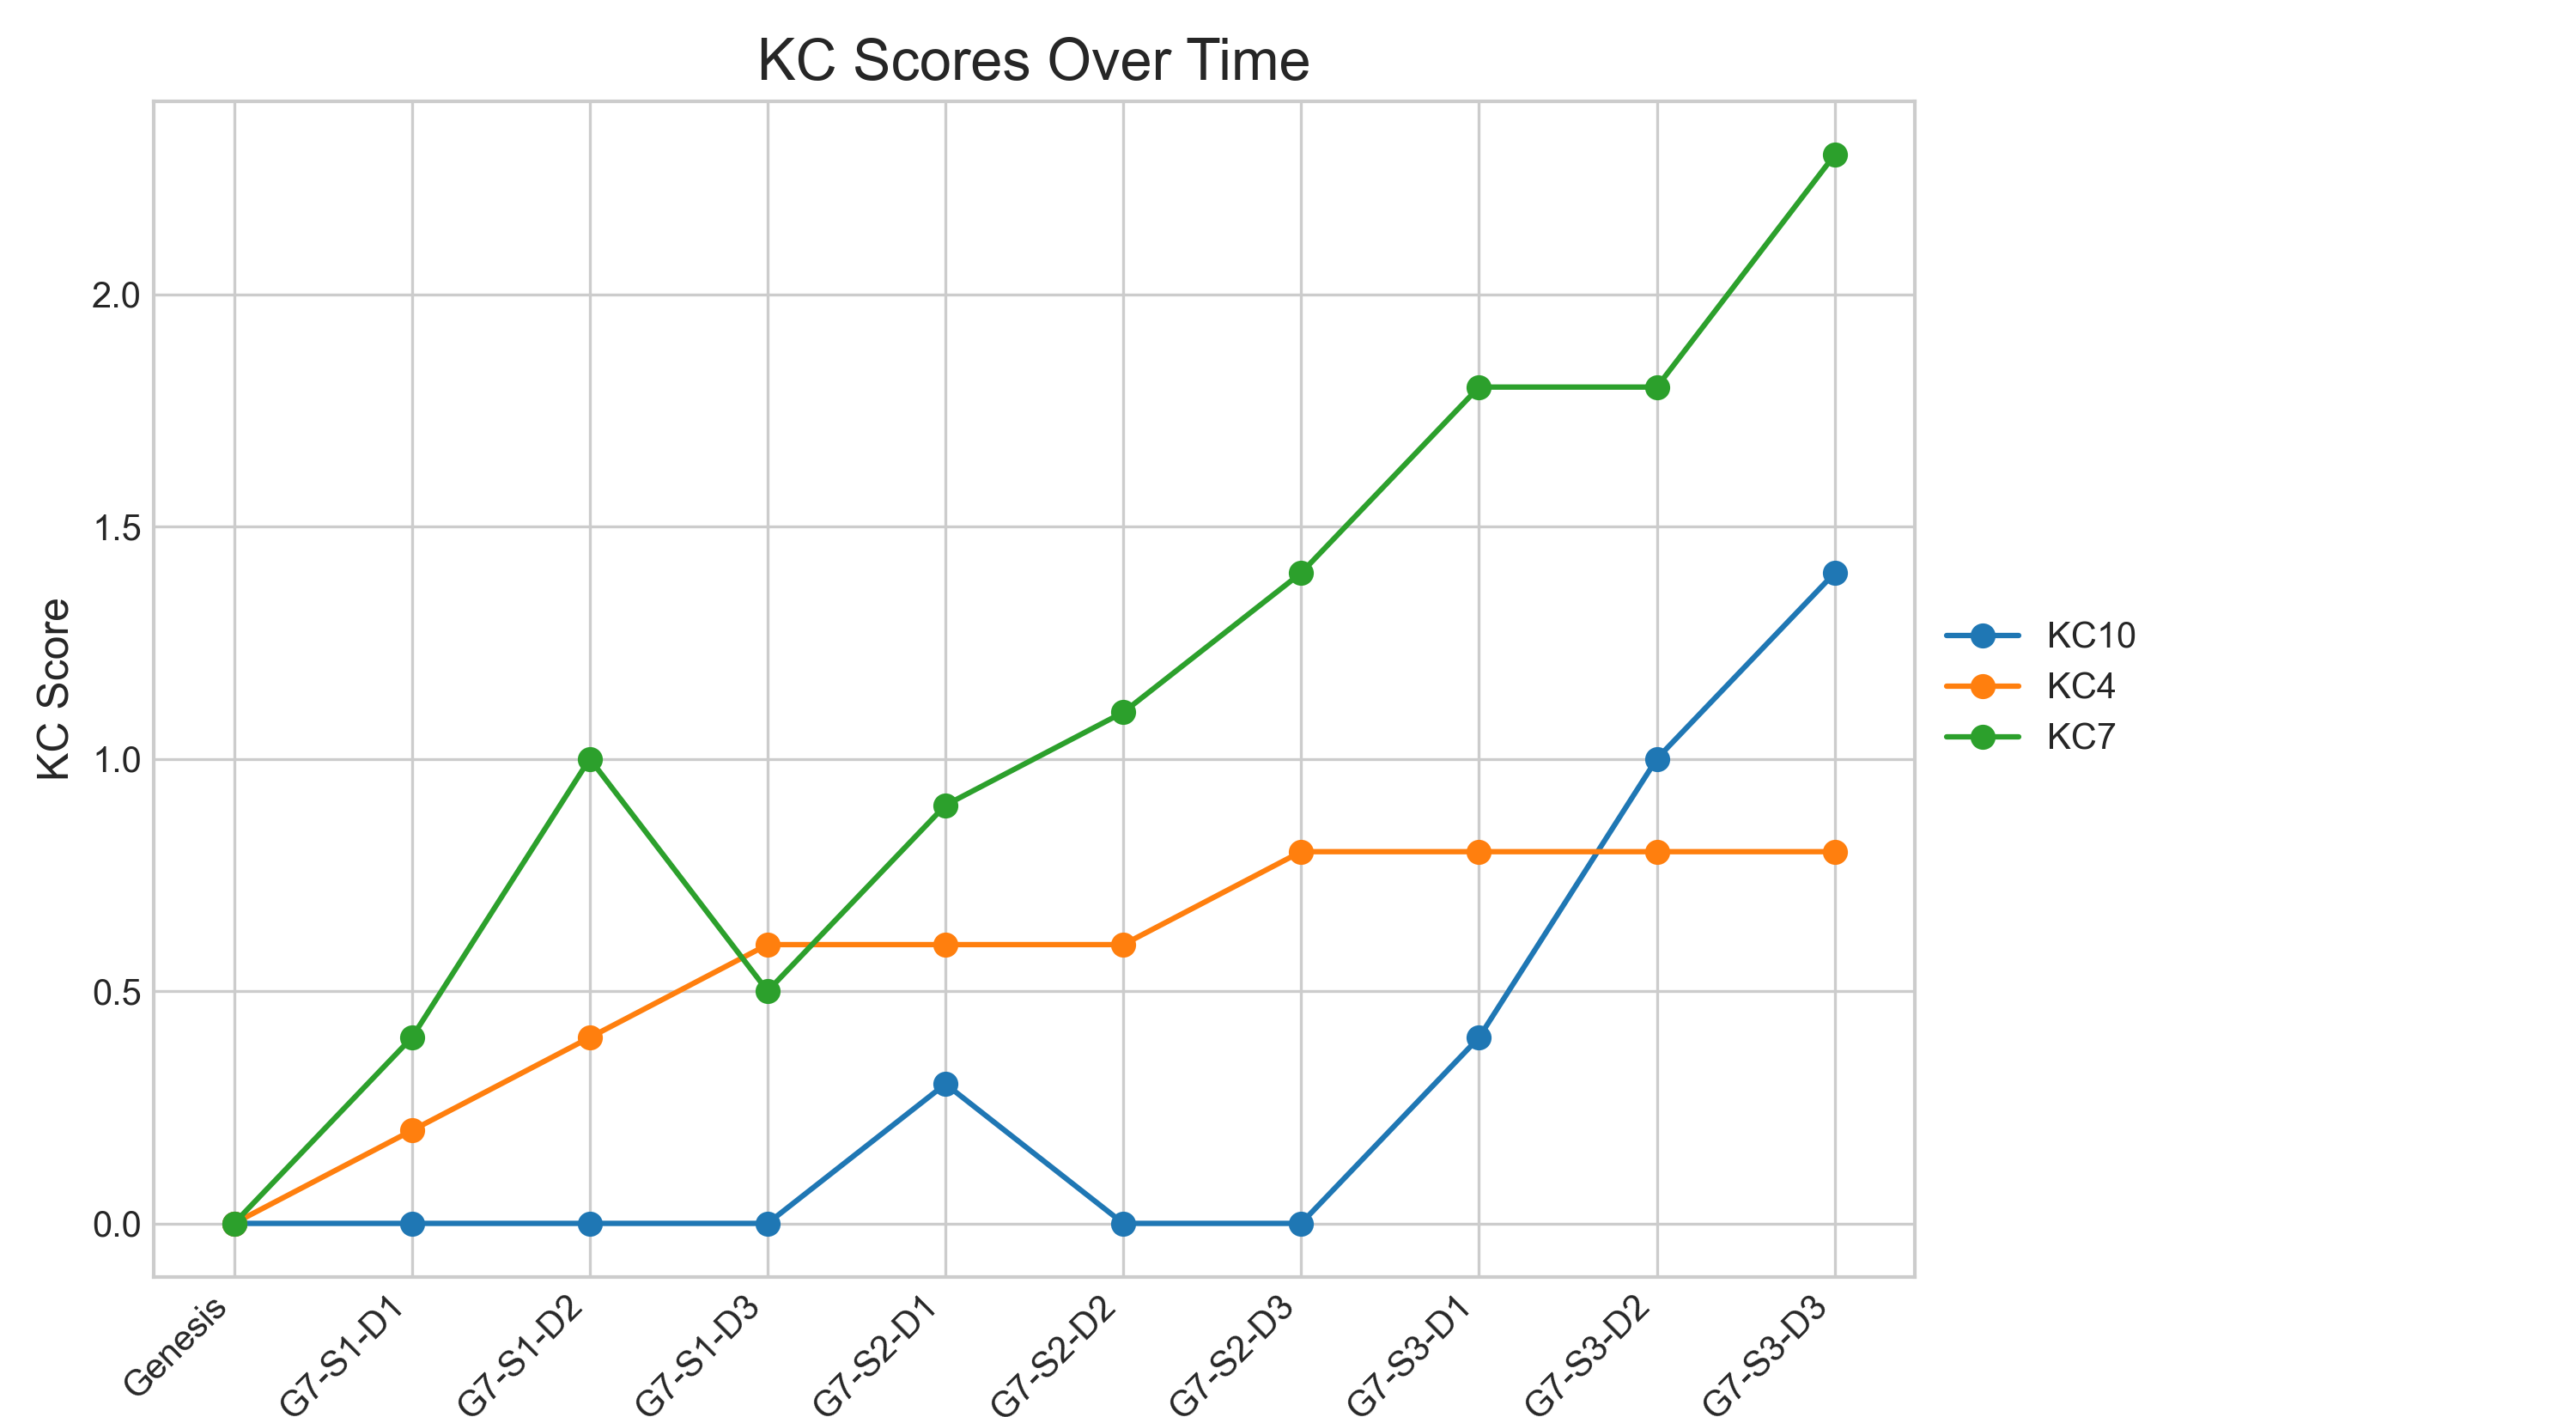 KC Scores Over Time
KC Score
2.0
1.5
1.0
0.5
0.0
Genesis
G7-S1-D1
G7-S1-D2
G7-S1-D3
G7-S2-D1
G7-S2-D2
G7-S2-D3
G7-S3-D1
G7-S3-D2
G7-S3-D3
KC10
KC4
KC7